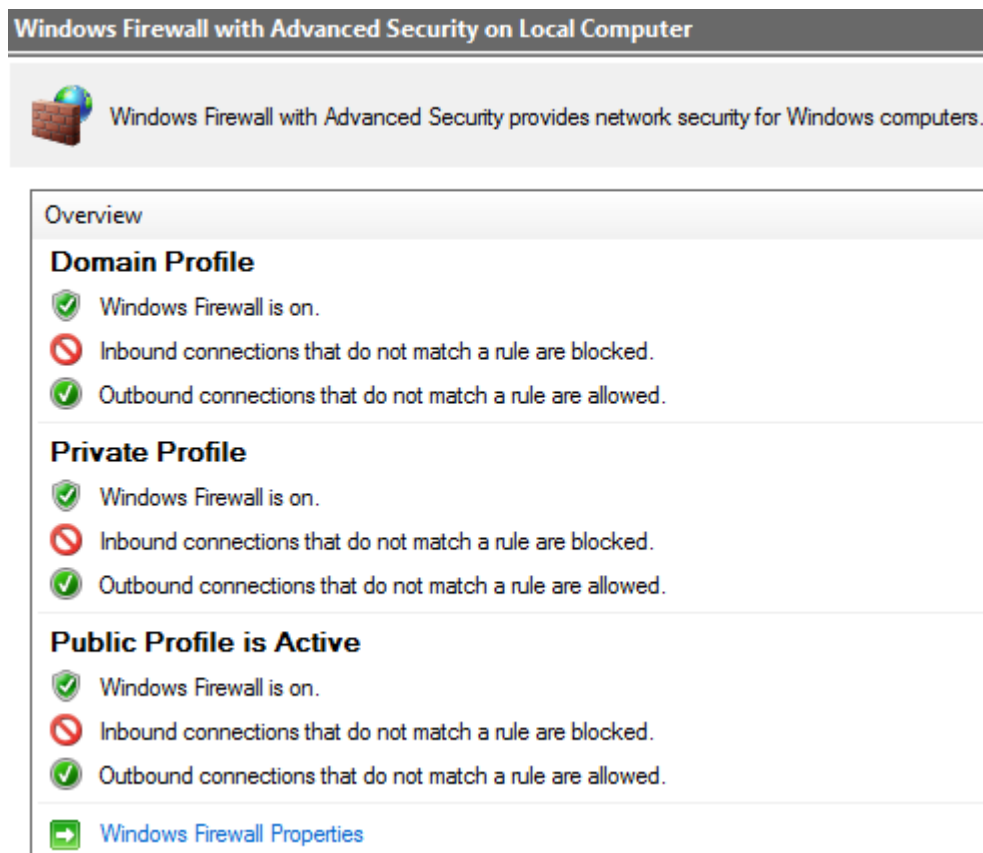 Windows Firewall with Advanced Security on Local Computer
Windows Firewall with Advanced Security provides network security for Windows computers.
Overview
Domain Profile
Windows Firewall is on.
Inbound connections that do not match a rule are blocked.
Outbound connections that do not match a rule are allowed.
Private Profile
Windows Firewall is on.
Inbound connections that do not match a rule are blocked.
Outbound connections that do not match a rule are allowed.
Public Profile is Active
Windows Firewall is on.
Inbound connections that do not match a rule are blocked.
Outbound connections that do not match a rule are allowed.
Windows Firewall Properties